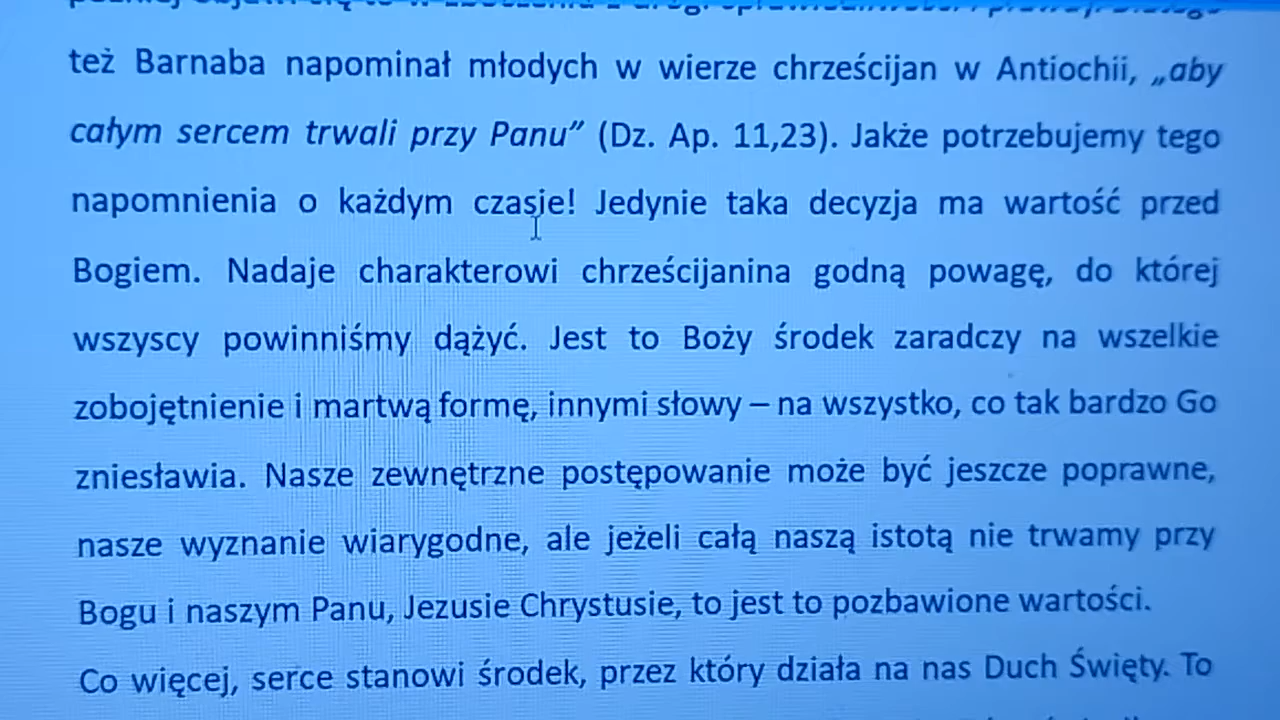 też Barnaba napominał młodych w wierze chrześcijan w Antiochii, „aby
całym sercem trwali przy Panu” (Dz. Ap. 11,23). Jakże potrzebujemy tego
napomnienia o każdym czasie! Jedynie taka decyzja ma wartość przed
Bogiem. Nadaje charakterowi chrześcijanina godną powagę, do której
wszyscy powinniśmy dążyć. Jest to Boży środek zaradczy na wszelkie
zobojętnienie i martwą formę, innymi słowy – na wszystko, co tak bardzo Go
zniesławia. Nasze zewnętrzne postępowanie może być jeszcze poprawne,
nasze wyznanie wiarygodne, ale jeżeli całą naszą istotą nie trwamy przy
Bogu i naszym Panu, Jezusie Chrystusie, to jest to pozbawione wartości.
Co więcej, serce stanowi środek, przez który działa na nas Duch Święty. To